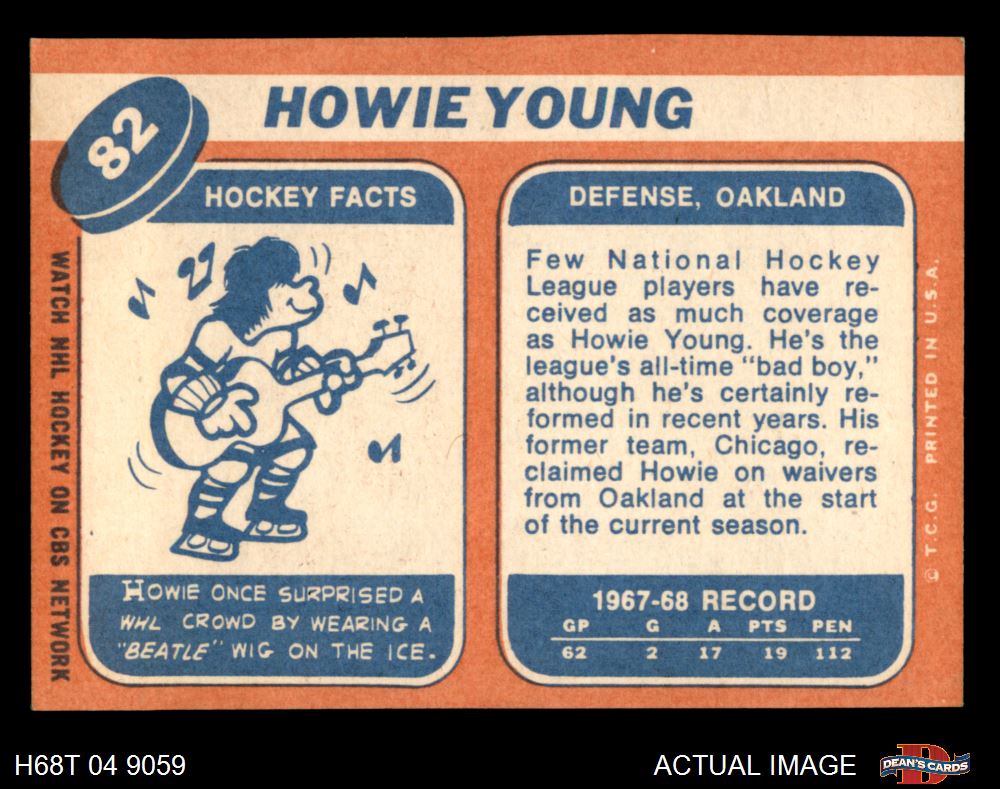 82
HOWIE YOUNG
HOCKEY FACTS
HOWIE ONCE SURPRISED A
WHL CROWD BY WEARING A
"BEATLE" WIG ON THE ICE.
WATCH NHL HOCKEY ON CBS NETWORK
DEFENSE, OAKLAND
Few National Hockey
League players have re-
ceived as much coverage
as Howie Young. He's the
league's all-time "bad boy,"
although he's certainly re-
formed in recent years. His
former team, Chicago, re-
claimed Howie on waivers
from Oakland at the start
of the current season.
1967-68 RECORD
GP G A PTS PEN
62 2 17 19 112
© T.C.G. PRINTED IN U.S.A.
H68T 04 9059
ACTUAL IMAGE
D
DEAN'S CARDS